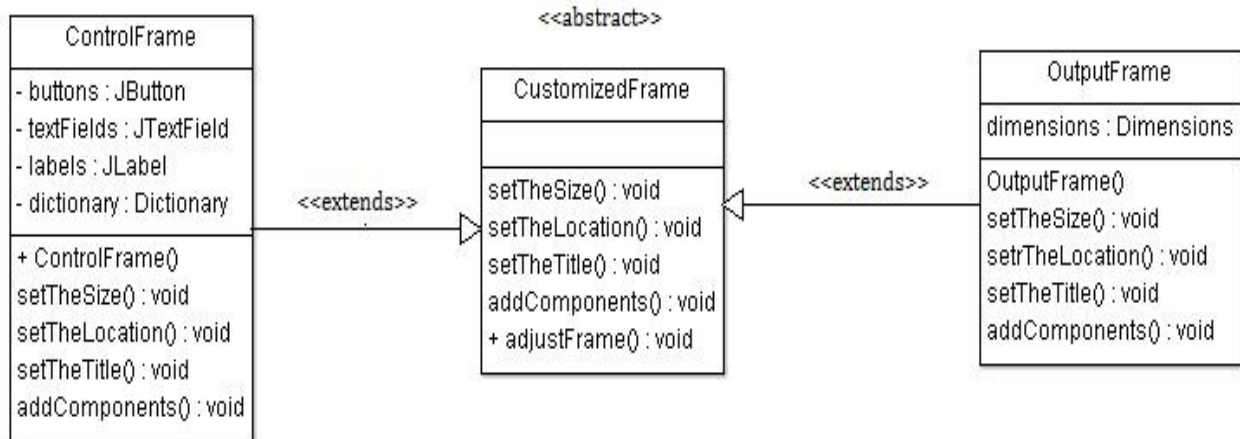 ControlFrame
- buttons : JButton
- textFields : JTextField
- labels : JLabel
- dictionary : Dictionary
+ ControlFrame()
setTheSize() : void
setTheLocation() : void
setTheTitle() : void
addComponents() : void
<<extends>>
<<abstract>>
CustomizedFrame
setTheSize() : void
setTheLocation() : void
setTheTitle() : void
addComponents() : void
+ adjustFrame() : void
<<extends>>
OutputFrame
dimensions : Dimensions
OutputFrame()
setTheSize() : void
setrTheLocation() : void
setTheTitle() : void
addComponents() : void